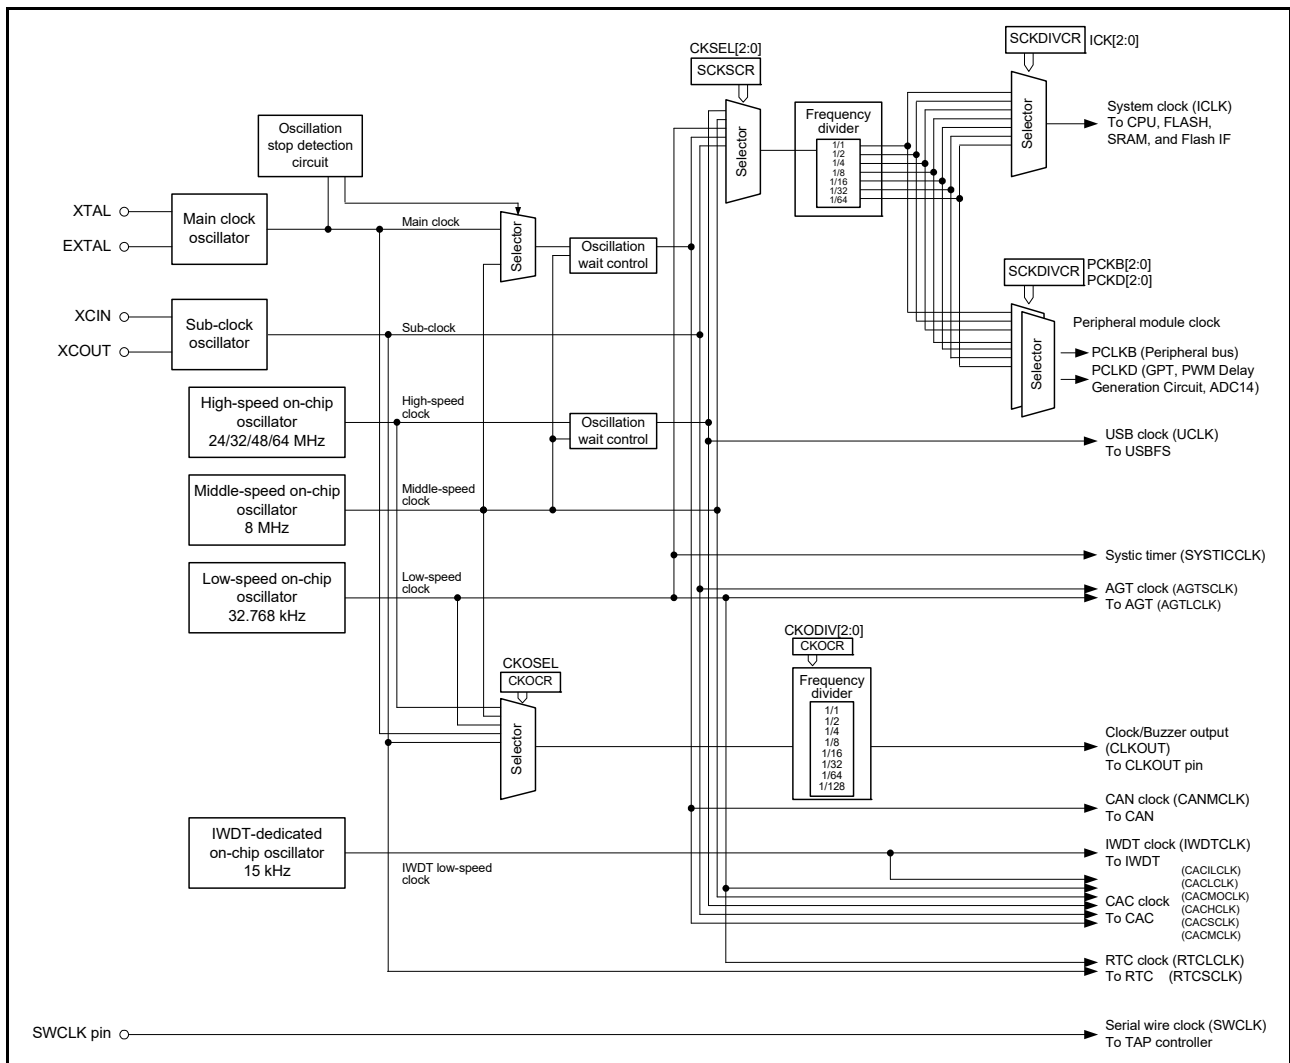 CKSEL[2:0]
SCKSCR
SCKDIVCR
ICK[2:0]
Oscillation
stop detection
circuit
Selector
Frequency
divider
1/1
1/2
1/4
1/8
1/16
1/32
1/64
Selector
System clock (ICLK)
To CPU, FLASH,
SRAM, and Flash IF
XTAL
EXTAL
Main clock
oscillator
Main clock
Selector
Oscillation
wait control
SCKDIVCR
PCKB[2:0]
PCKD[2:0]
XCIN
XCOUT
Sub-clock
oscillator
Sub-clock
Selector
Peripheral module clock
PCLKB (Peripheral bus)
PCLKD (GPT, PWM Delay
Generation Circuit, ADC14)
High-speed on-chip
oscillator
24/32/48/64 MHz
High-speed
clock
Oscillation
wait control
USB clock (UCLK)
To USBFS
Middle-speed on-chip
oscillator
8 MHz
Middle-speed
clock
Systic timer (SYSTICCLK)
Low-speed on-chip
oscillator
32.768 kHz
Low-speed
clock
AGT clock (AGTSCLK)
To AGT (AGTLCLK)
CKOSEL
CKOCR
Selector
CKODIV[2:0]
CKOCR
Frequency
divider
1/1
1/2
1/4
1/8
1/16
1/32
1/64
1/128
Clock/Buzzer output
(CLKOUT)
To CLKOUT pin
CAN clock (CANMCLK)
To CAN
IWDT-dedicated
on-chip oscillator
15 kHz
IWDT low-speed
clock
IWDT clock (IWDTCLK)
To IWDT
CAC clock
To CAC
(CACILCLK)
(CACLCLK)
(CACMOCLK)
(CACHCLK)
(CACSCLK)
(CACMCLK)
RTC clock (RTCLCLK)
To RTC (RTCSCLK)
SWCLK pin
Serial wire clock (SWCLK)
To TAP controller